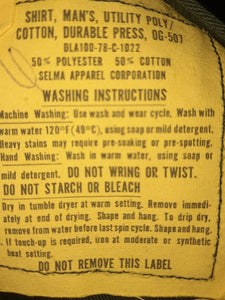 SHIRT, MAN'S, UTILITY POLY/
COTTON, DURABLE PRESS, OG-507
DLA100-78-C-1022
50% POLYESTER 50% COTTON
SELMA APPAREL CORPORATION
WASHING INSTRUCTIONS
Machine Washing: Use wash and wear cycle. Wash with
warm water 120°F(49°C), using soap or mild detergent.
Heavy stains may require pre-soaking or pre-spotting.
Hand Washing: Wash in warm water, using soap or
mild detergent. DO NOT WRING OR TWIST.
DO NOT STARCH OR BLEACH
Dry in tumble dryer at warm setting. Remove immedi-
ately at end of drying. Shape and hang. To drip dry,
remove from water before last spin cycle. Shape and hang.
If touch-up is required, iron at moderate or synthetic
heat setting.
DO NOT REMOVE THIS LABEL